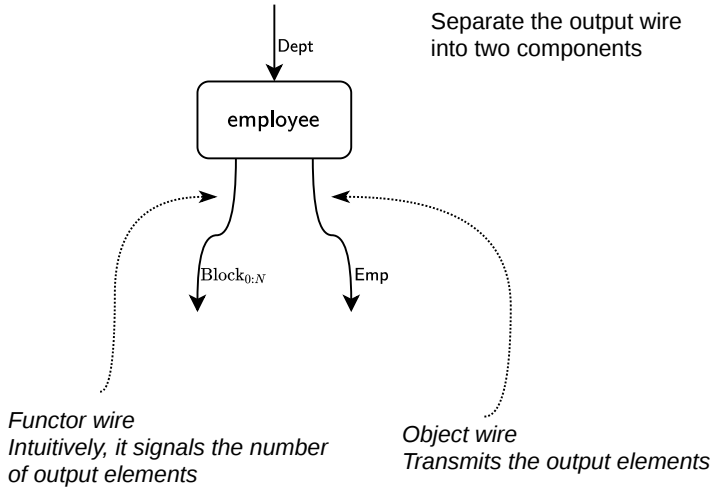 Separate the output wire
into two components
Dept
employee
Block0:N
Emp
Functor wire
Intuitively, it signals the number
of output elements
Object wire
Transmits the output elements